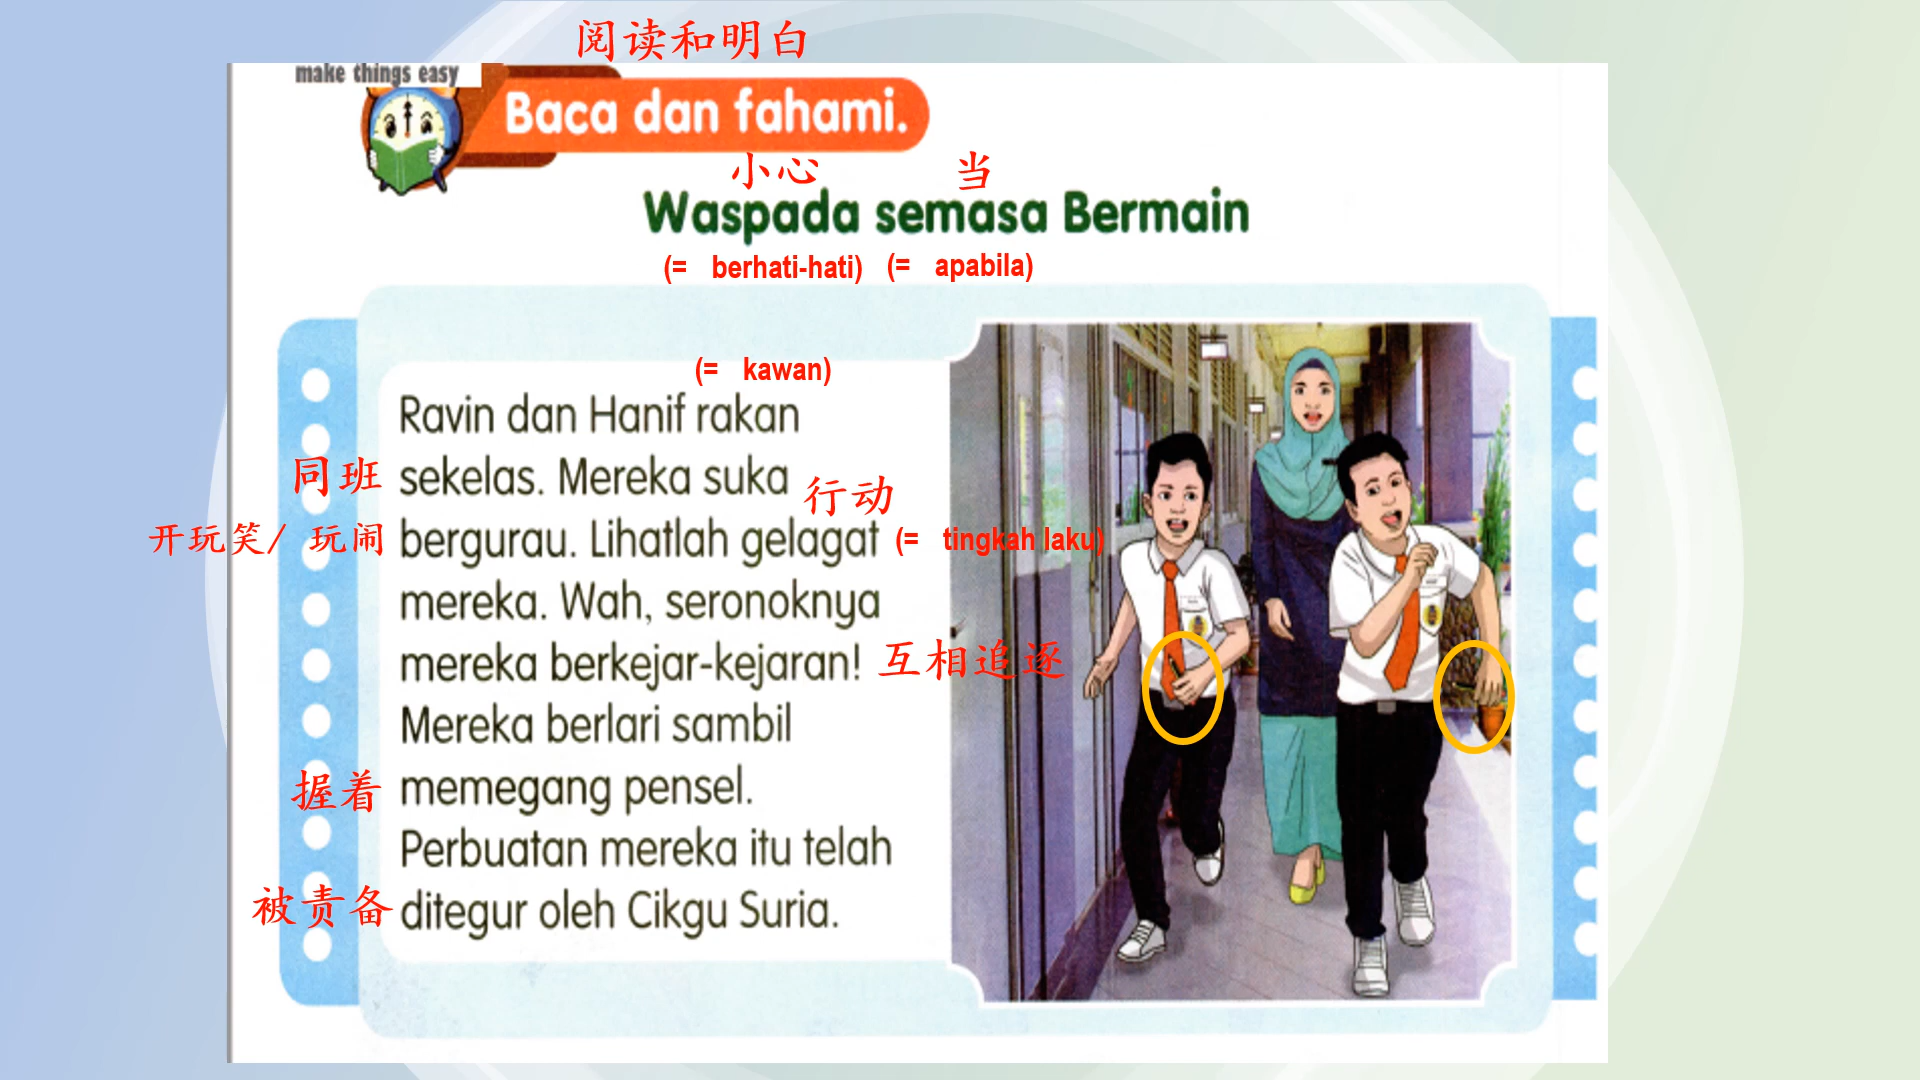 阅读和明白
make things easy
Baca dan fahami.
小心 当
Waspada semasa Bermain
(= berhati-hati) (= apabila)
(= kawan)
Ravin dan Hanif rakan
同班 sekelas. Mereka suka 行动
开玩笑/ 玩闹 bergurau. Lihatlah gelagat (= tingkah laku)
mereka. Wah, seronoknya
mereka berkejar-kejaran! 互相追逐
Mereka berlari sambil
握着 memegang pensel.
Perbuatan mereka itu telah
被责备 ditegur oleh Cikgu Suria.